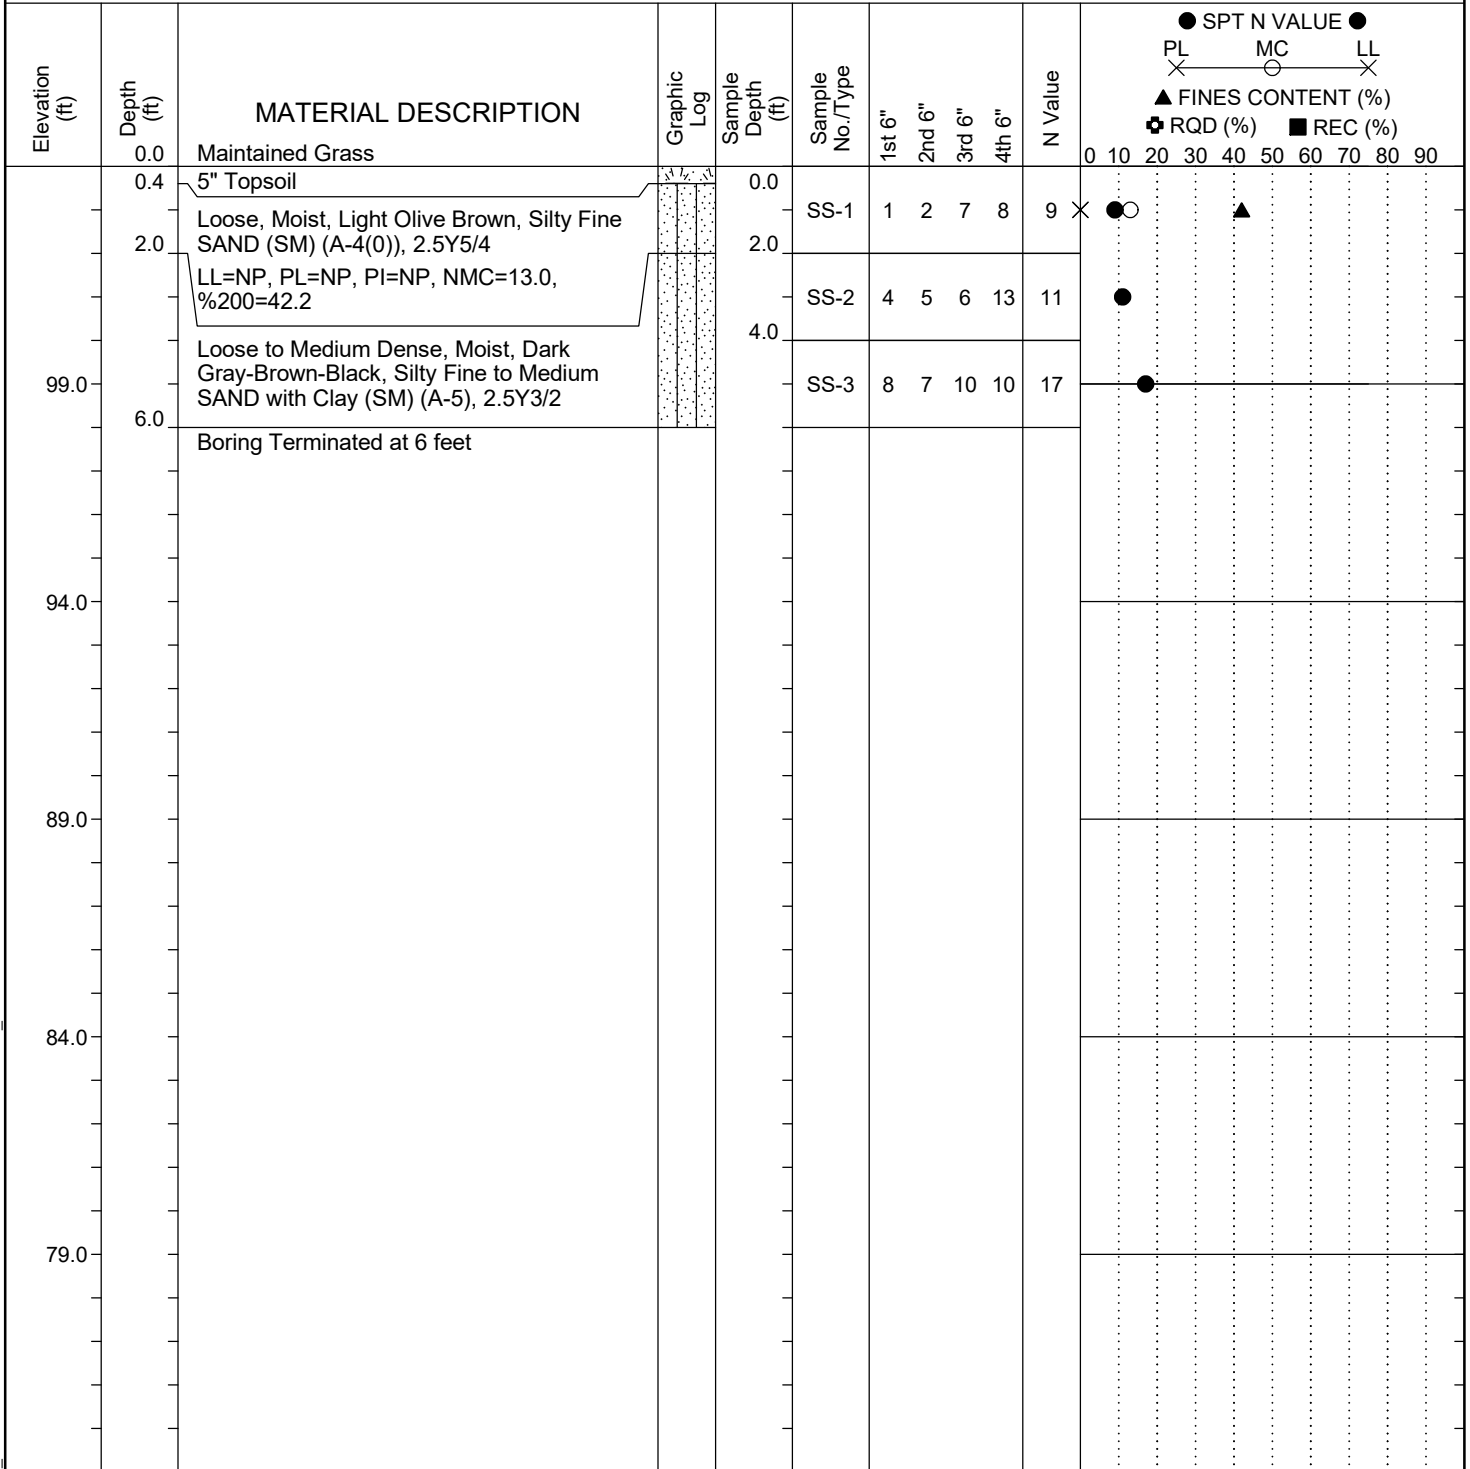 SPT N VALUE
PL MC LL
FINES CONTENT (%)
RQD (%) REC (%)
Elevation
(ft)
Depth
(ft)
MATERIAL DESCRIPTION
Graphic
Log
Sample
Depth
(ft)
Sample
No./Type
1st 6"
2nd 6"
3rd 6"
4th 6"
N Value
0 10 20 30 40 50 60 70 80 90
0.0 Maintained Grass
0.4 5" Topsoil 0.0
Loose, Moist, Light Olive Brown, Silty Fine
SAND (SM) (A-4(0)), 2.5Y5/4
SS-1 1 2 7 8 9
2.0 2.0
LL=NP, PL=NP, PI=NP, NMC=13.0,
%200=42.2
SS-2 4 5 6 13 11
4.0
Loose to Medium Dense, Moist, Dark
Gray-Brown-Black, Silty Fine to Medium
SAND with Clay (SM) (A-5), 2.5Y3/2
99.0 SS-3 8 7 10 10 17
6.0
Boring Terminated at 6 feet
94.0
89.0
84.0
79.0